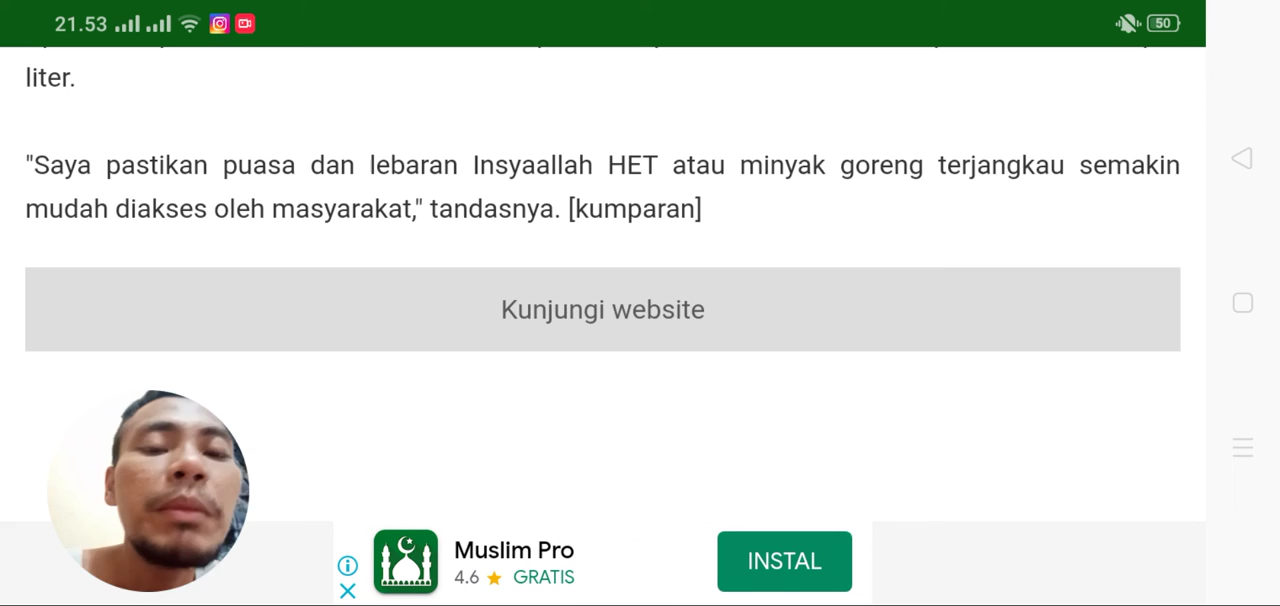 21.53
50
liter.
"Saya pastikan puasa dan lebaran Insyaallah HET atau minyak goreng terjangkau semakin
mudah diakses oleh masyarakat," tandasnya. [kumparan]
Kunjungi website
Muslim Pro
4.6 ★ GRATIS
INSTAL